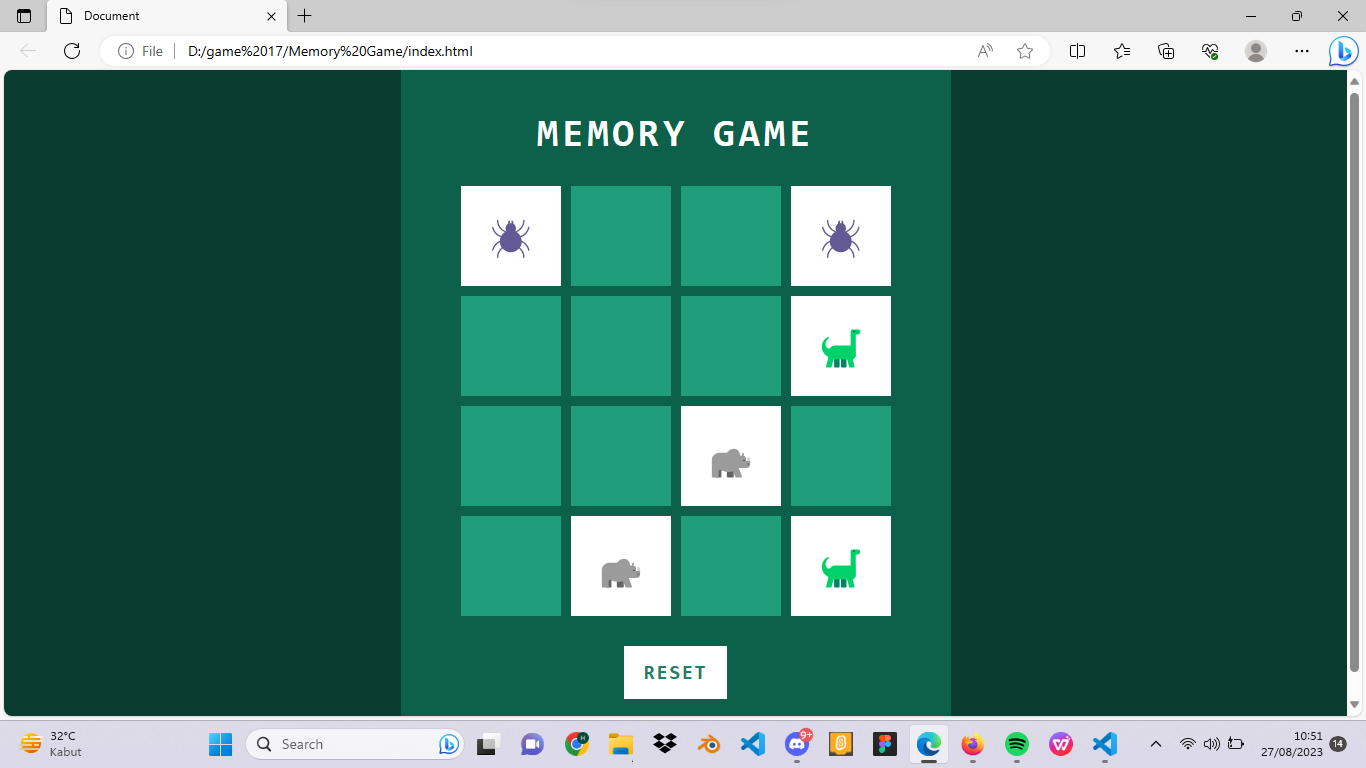 Document
File
D:/game%2017/Memory%20Game/index.html
MEMORY GAME
RESET
32°C
Kabut
Search
9+
10:51
27/08/2023
14